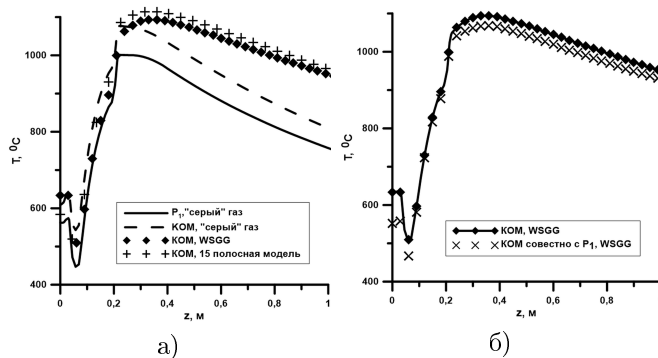 1000
800
600
400
T, ⁰C
P₁,"серый" газ
КОМ, "серый" газ
КОМ, WSGG
КОМ, 15 полосная модель
0
0,2
0,4
0,6
0,8
1
z, м
а)
1000
800
600
400
T, ⁰C
КОМ, WSGG
КОМ совестно с P₁, WSGG
0
0,2
0,4
0,6
0,8
z, м
б)